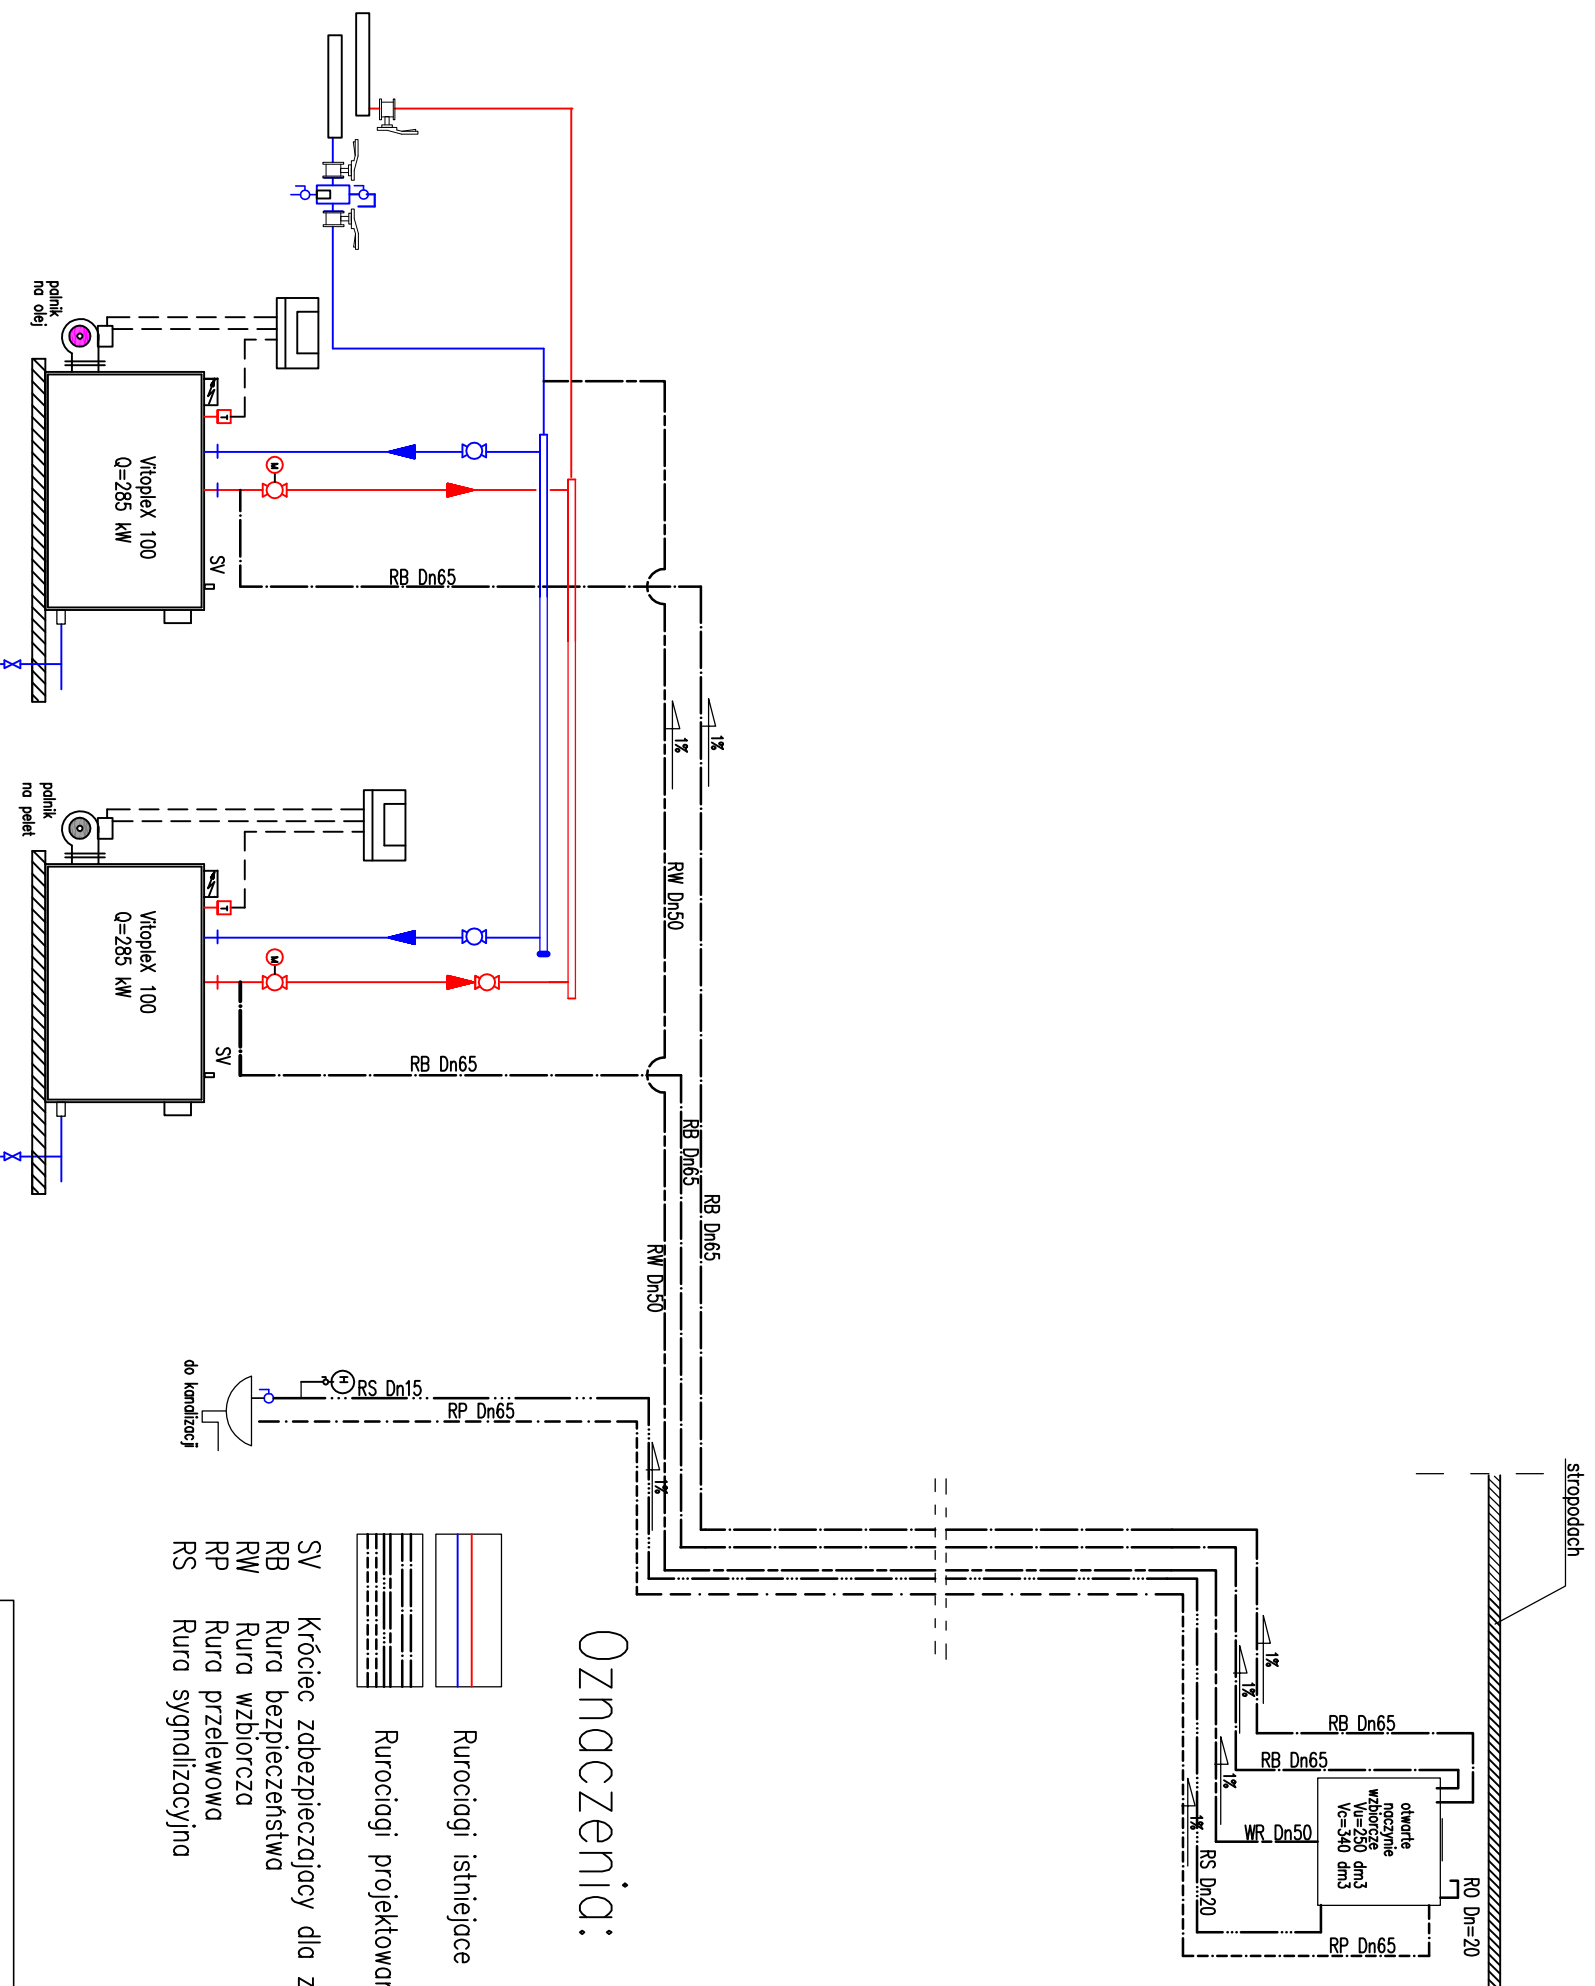 stropodach
RO Dn=20
RB Dn65
RB Dn65
otwarte
naczynie
wzbiorcze
Vu=250 dm3
Vc=340 dm3
WR Dn50
RS Dn20
RP Dn65
1%
1%
1%
1%
1%
1%
RW Dn50
RB Dn65
RB Dn65
RW Dn50
1%
RB Dn65
RB Dn65
RS Dn15
RP Dn65
H
do kanalizacji
M
T
SV
VitopleX 100
Q=285 kW
palnik
na olej
M
T
SV
VitopleX 100
Q=285 kW
palnik
na pelet
Oznaczenia:
Rurociągi istniejące
Rurociągi
SV Króciec zabezpieczający dla
RB Rura bezpieczeństwa
RW Rura wzbiorcza
RP Rura przelewowa
RS Rura sygnalizacyjna